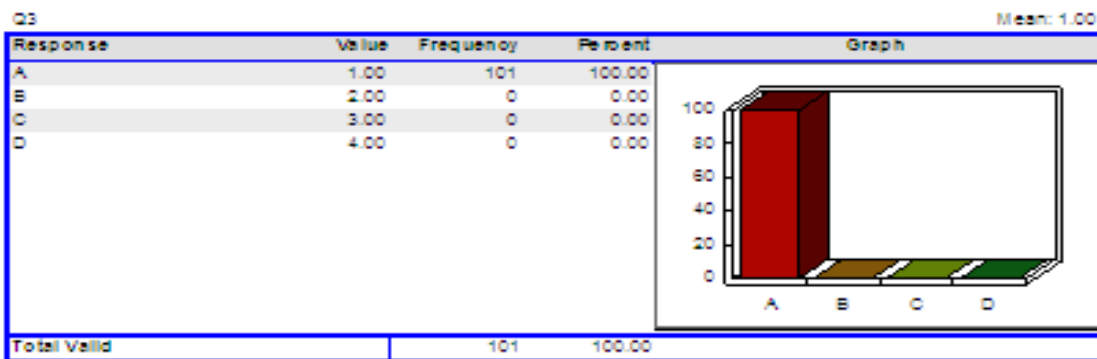 Q3 Mean: 1.00
Response Value Frequency Percent Graph
A 1.00 101 100.00
B 2.00 0 0.00
C 3.00 0 0.00
D 4.00 0 0.00
100
80
60
40
20
0
A B C D
Total Valid 101 100.00